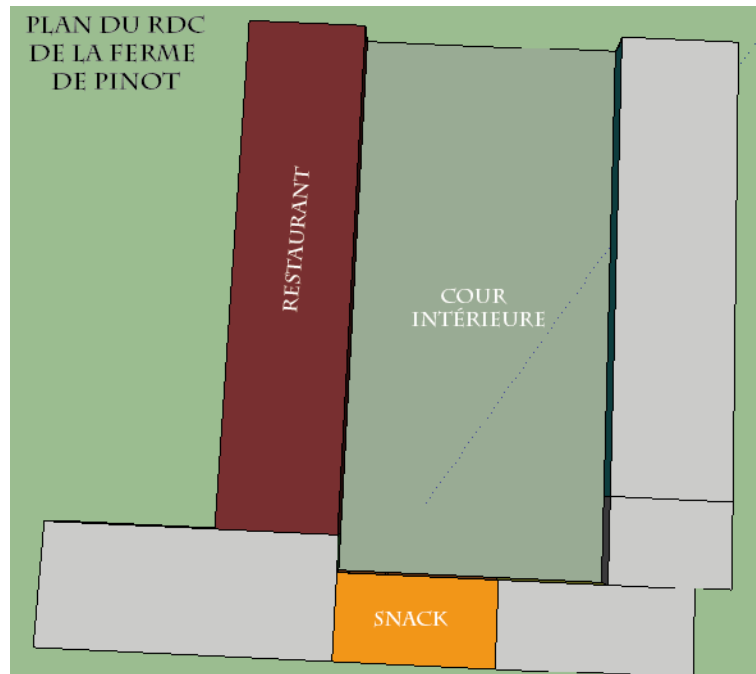 PLAN DU RDC
DE LA FERME
DE PINOT
RESTAURANT
COUR
INTÉRIEURE
SNACK